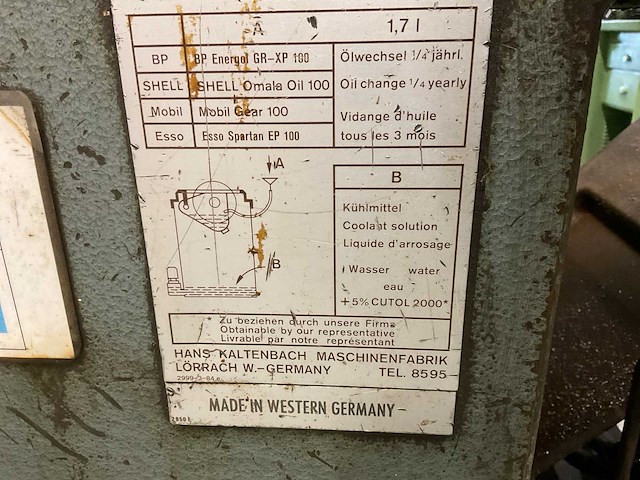 A 1,7 l
BP BP Energol GR-XP 100
SHELL SHELL Omala Oil 100
Mobil Mobil Gear 100
Esso Esso Spartan EP 100
Ölwechsel 1/4 jährl.
Oil change 1/4 yearly
Vidange d'huile
tous les 3 mois
A
B
B
Kühlmittel
Coolant solution
Liquide d'arrosage
Wasser water
eau
+5% CUTOL 2000*
*Zu beziehen durch unsere Firma
Obtainable by our representative
Livrable par notre représentant
HANS KALTENBACH MASCHINENFABRIK
LÖRRACH W.-GERMANY TEL. 8595
MADE IN WESTERN GERMANY